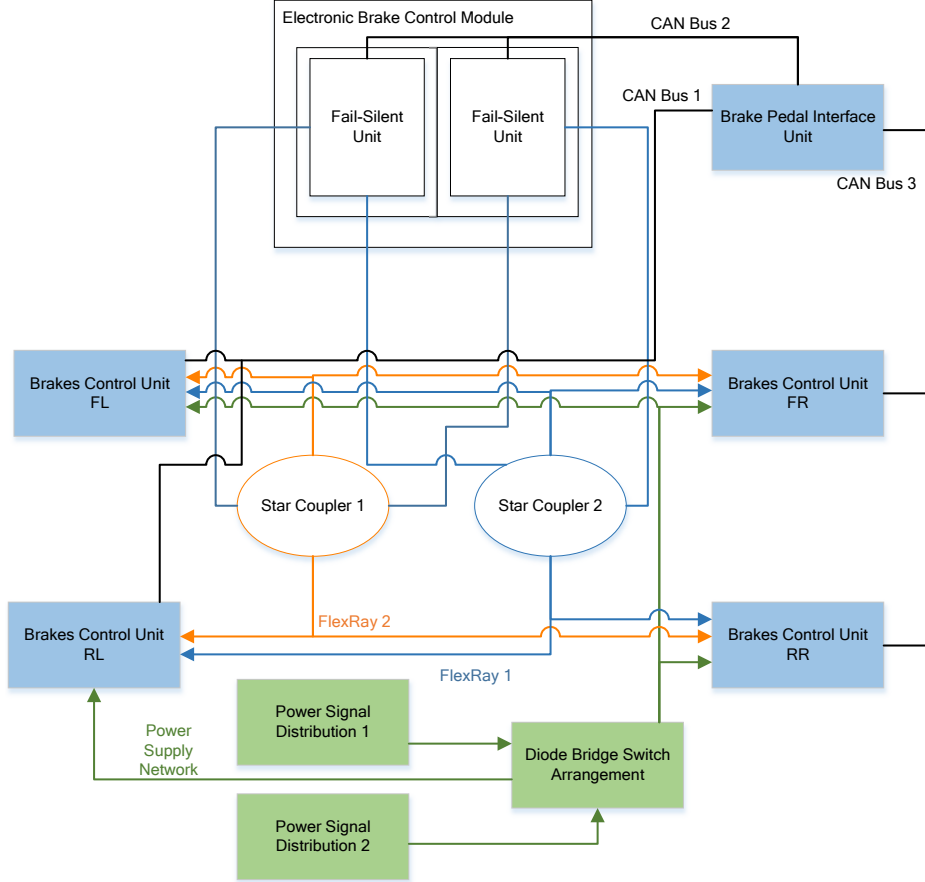 Electronic Brake Control Module
CAN Bus 2
Fail-Silent
Unit
Fail-Silent
Unit
CAN Bus 1
Brake Pedal Interface
Unit
CAN Bus 3
Brakes Control Unit
FL
Brakes Control Unit
FR
Star Coupler 1
Star Coupler 2
Brakes Control Unit
RL
FlexRay 2
Brakes Control Unit
RR
FlexRay 1
Power Signal
Distribution 1
Power
Supply
Network
Diode Bridge Switch
Arrangement
Power Signal
Distribution 2